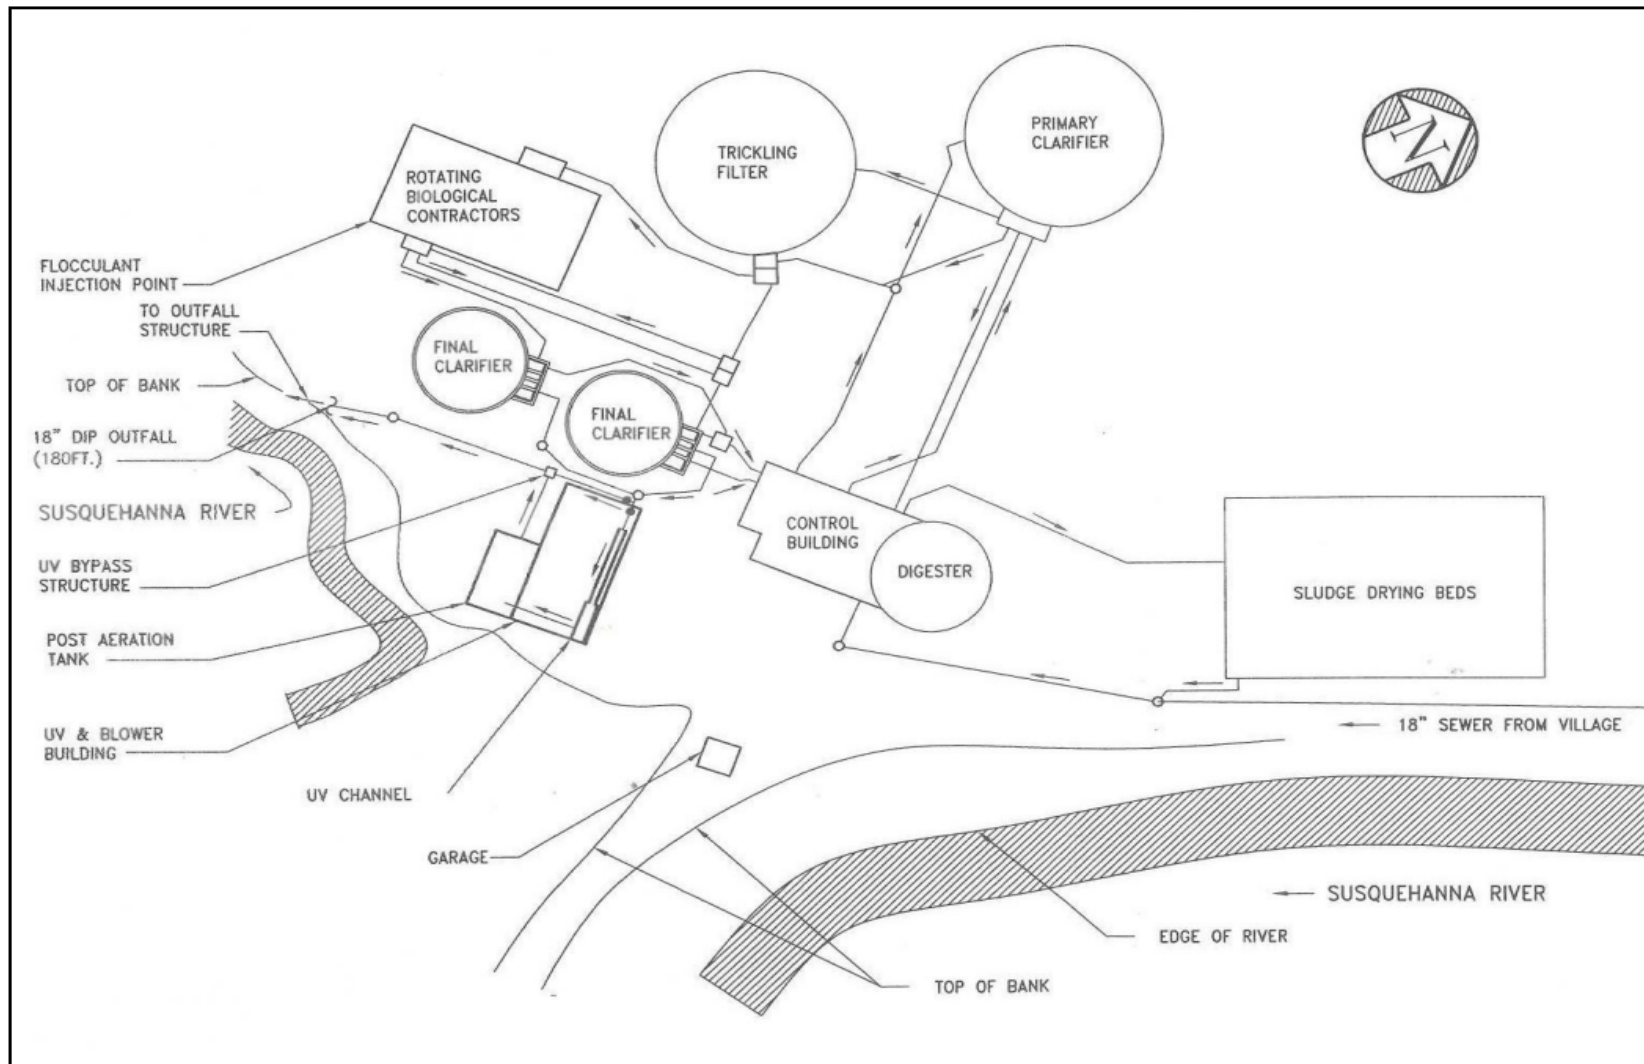 PRIMARY
CLARIFIER
TRICKLING
FILTER
N
ROTATING
BIOLOGICAL
CONTRACTORS
FLOCCULANT
INJECTION POINT
TO OUTFALL
STRUCTURE
FINAL
CLARIFIER
TOP OF BANK
FINAL
CLARIFIER
18" DIP OUTFALL
(180FT.)
SUSQUEHANNA RIVER
CONTROL
BUILDING
DIGESTER
SLUDGE DRYING BEDS
UV BYPASS
STRUCTURE
POST AERATION
TANK
UV & BLOWER
BUILDING
18" SEWER FROM VILLAGE
UV CHANNEL
GARAGE
SUSQUEHANNA RIVER
EDGE OF RIVER
TOP OF BANK